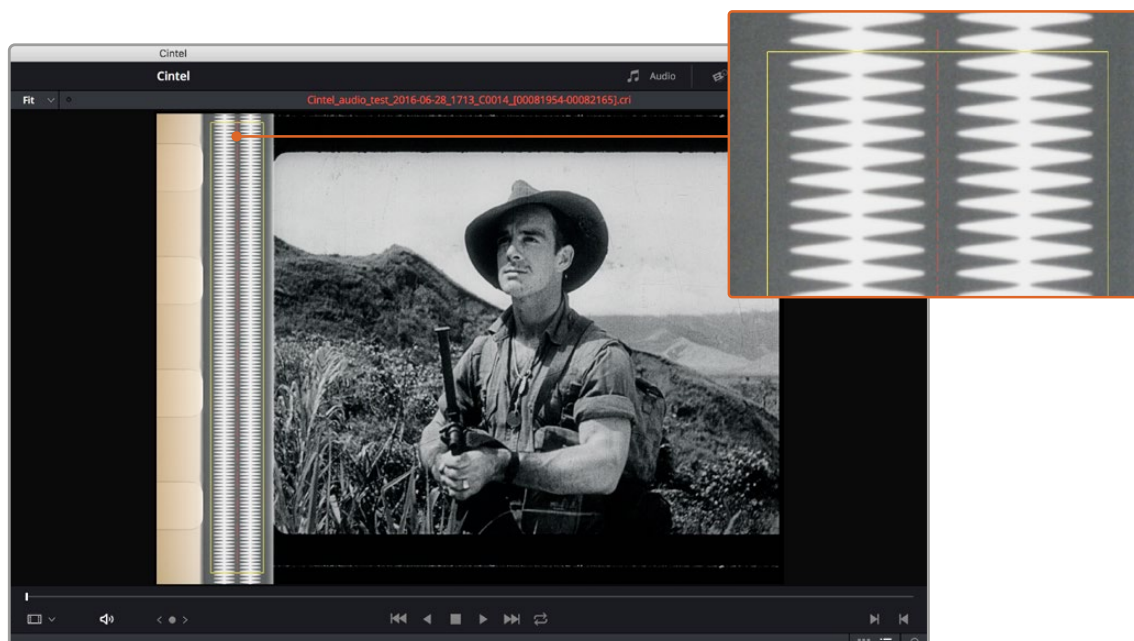 Cintel
Cintel
Audio
Fit
Cintel_audio_test_2016-06-28_1713_C0014_[00081954-00082165].cri